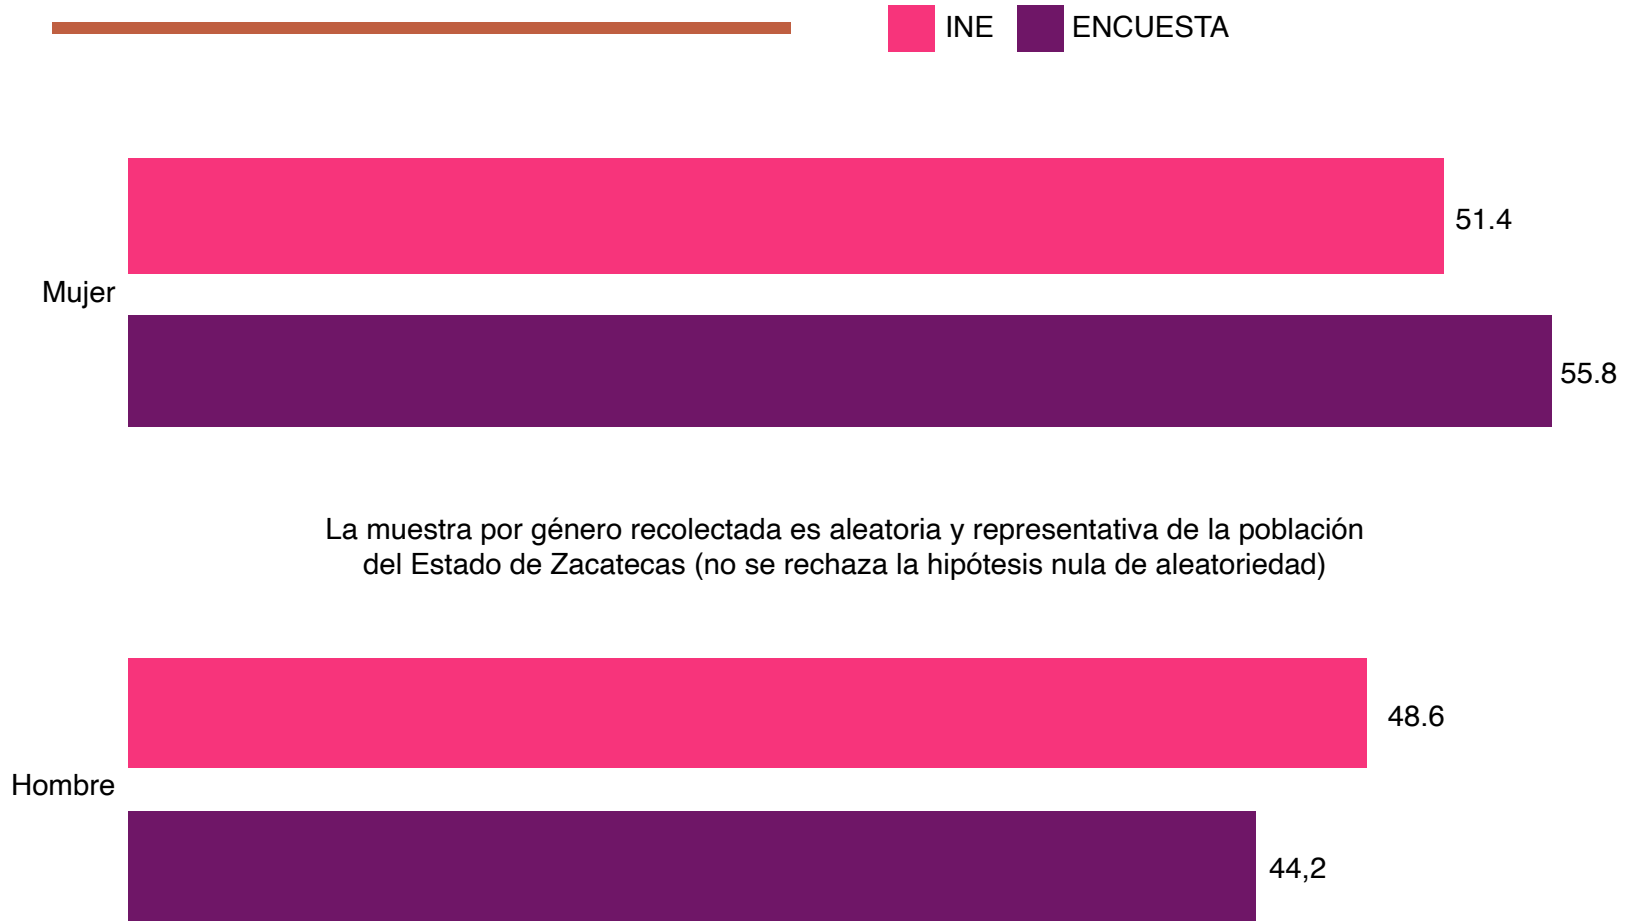 INE ENCUESTA
51.4
Mujer
55.8
La muestra por género recolectada es aleatoria y representativa de la población
del Estado de Zacatecas (no se rechaza la hipótesis nula de aleatoriedad)
48.6
Hombre
44,2